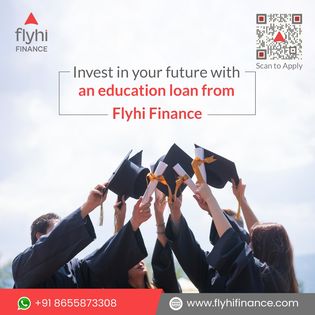 flyhi
FINANCE
Scan to Apply
Invest in your future with
an education loan from
Flyhi Finance
+91 8655873308
www.flyhifinance.com